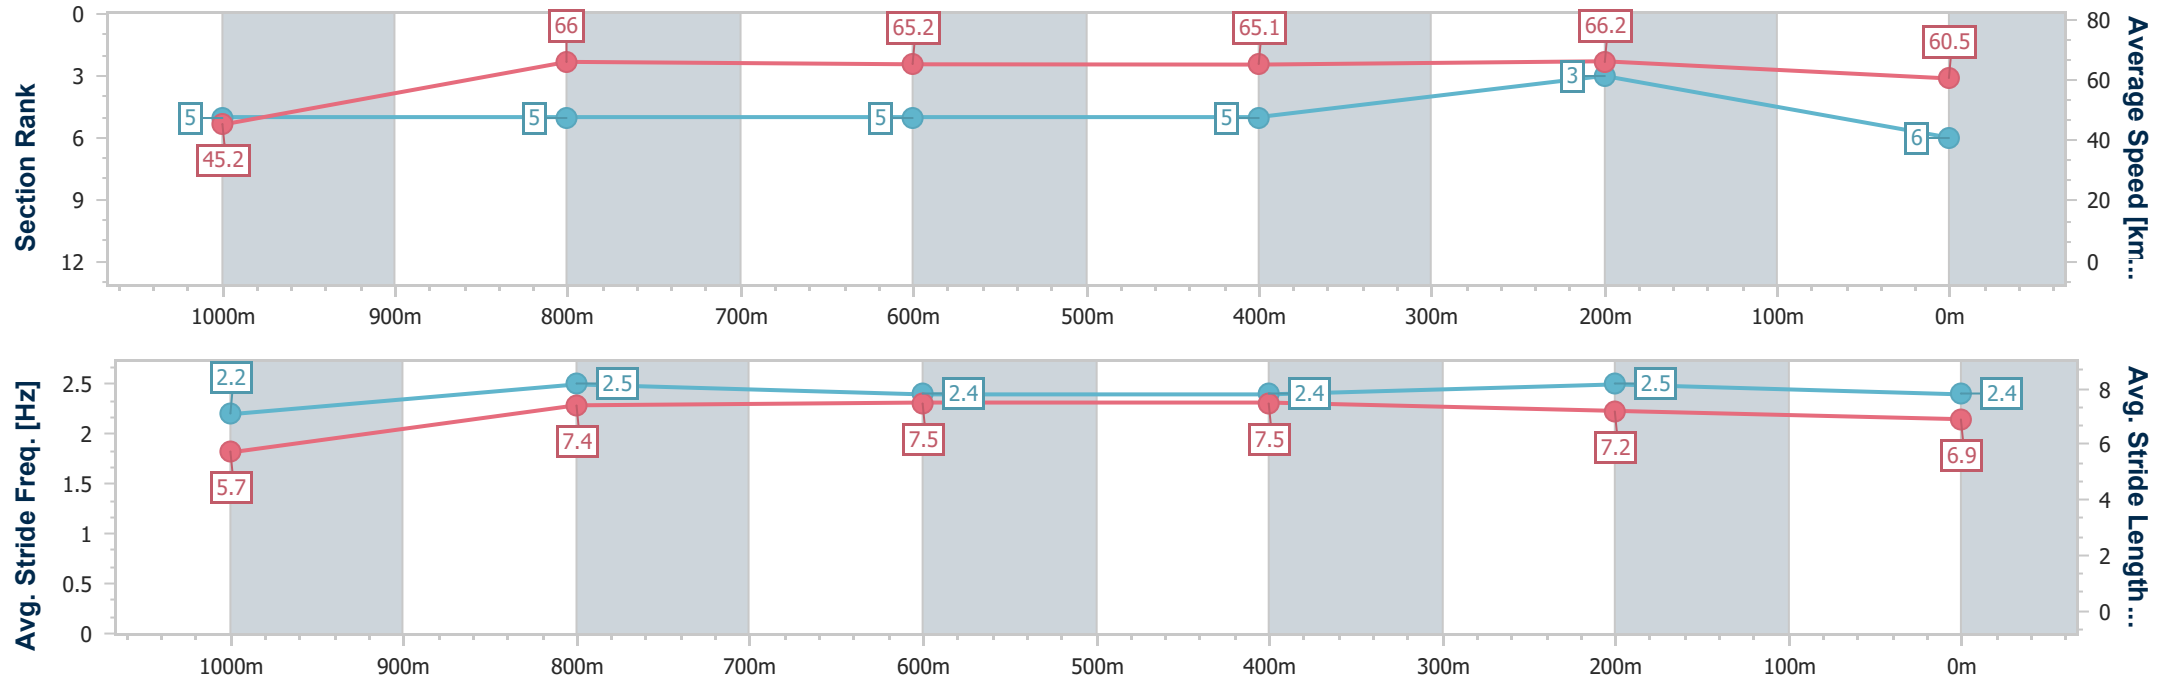 Section Rank
0
3
6
9
12
5
5
5
5
3
6
45.2
66
65.2
65.1
66.2
60.5
80
60
40
20
0
Average Speed [km...
1000m
900m
800m
700m
600m
500m
400m
300m
200m
100m
0m
Avg. Stride Freq. [Hz]
2.5
2
1.5
1
0.5
0
2.2
2.5
2.4
2.4
2.5
2.4
5.7
7.4
7.5
7.5
7.2
6.9
8
6
4
2
0
Avg. Stride Length...
1000m
900m
800m
700m
600m
500m
400m
300m
200m
100m
0m